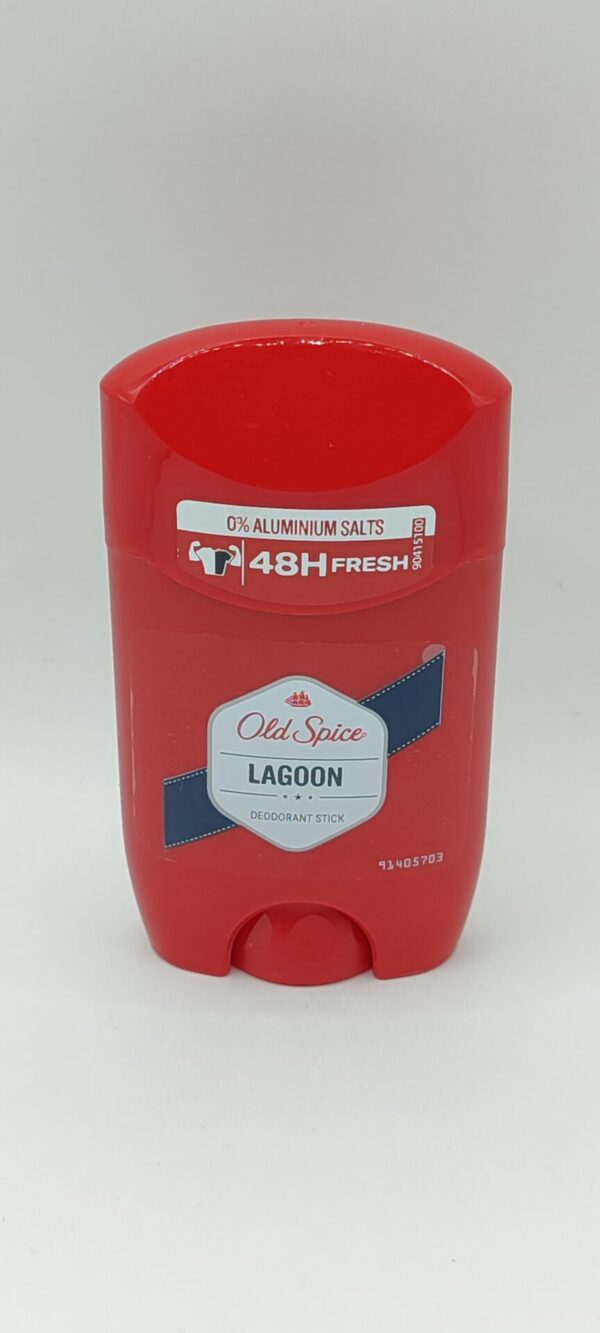 0% ALUMINIUM SALTS
48H FRESH
90415100
Old Spice
LAGOON
DEODORANT STICK
91405703